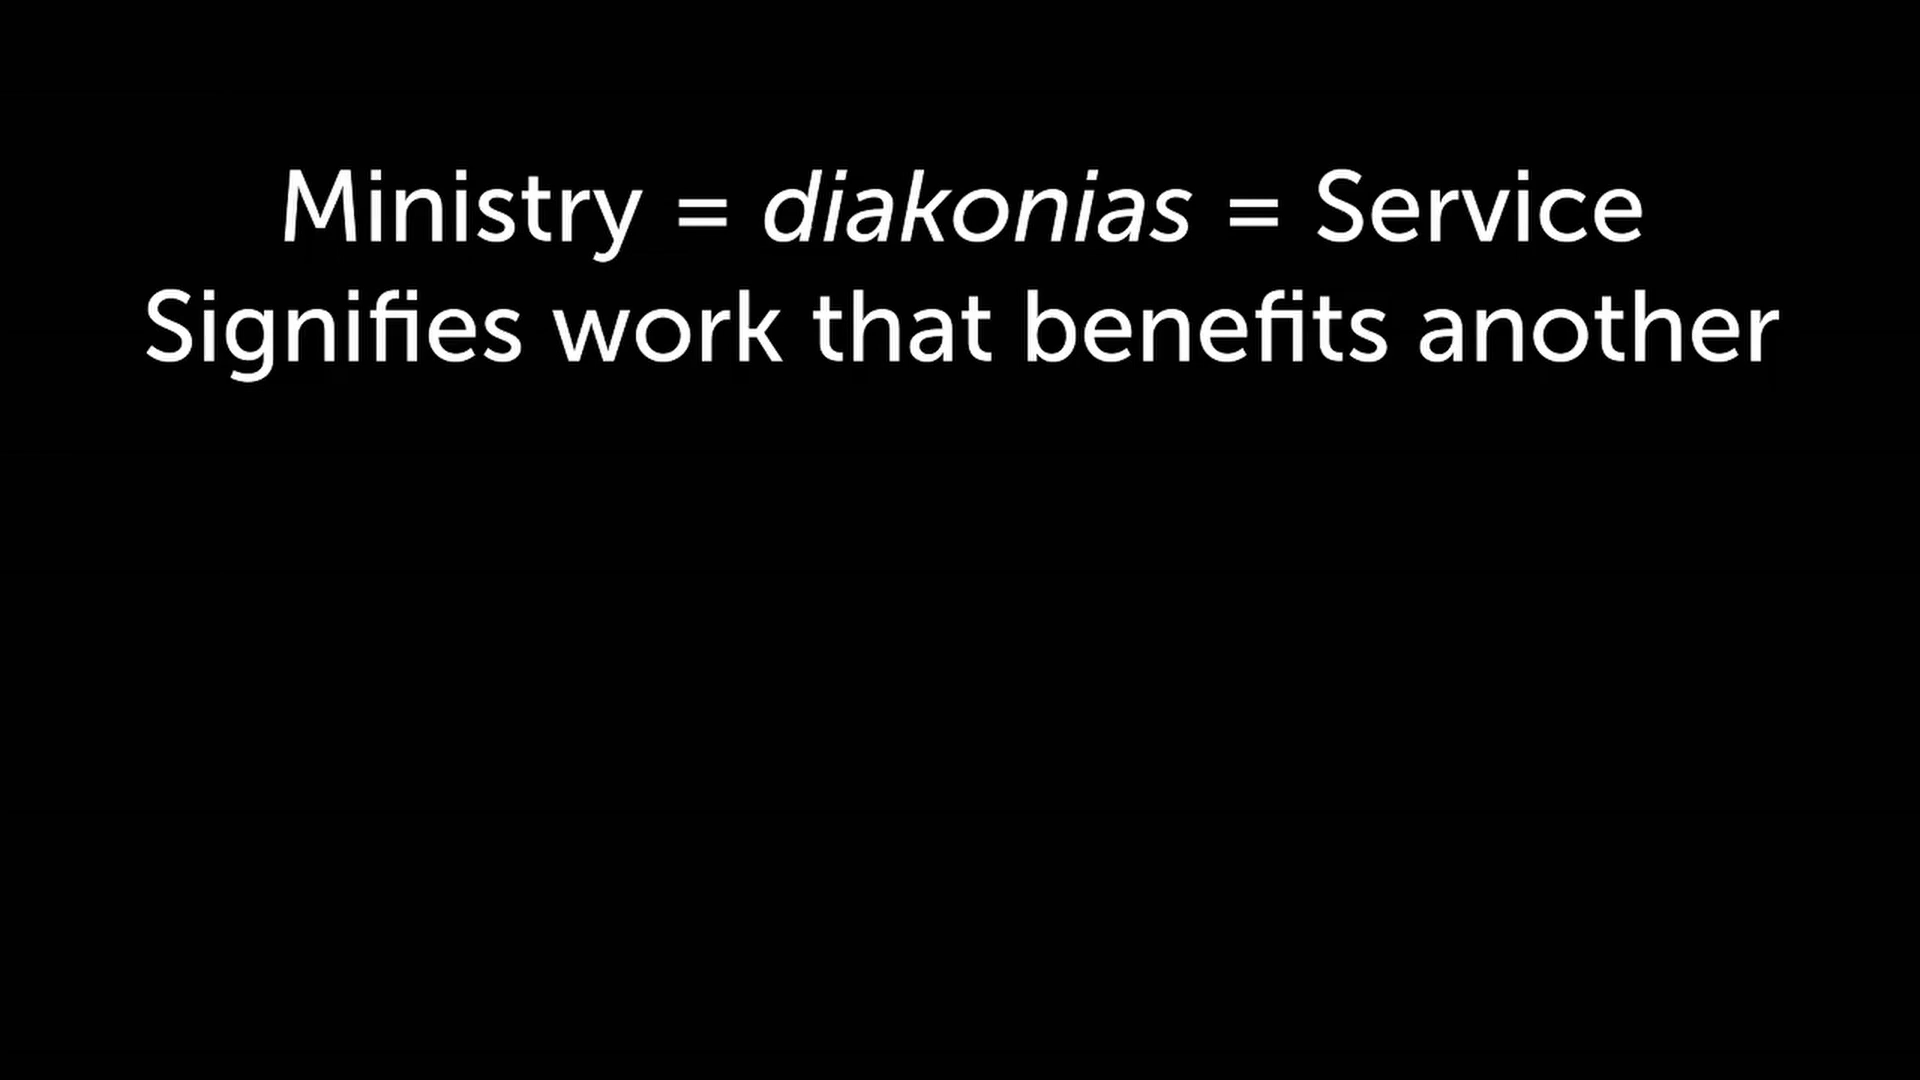 Ministry = diakonias = Service
Signifies work that benefits another